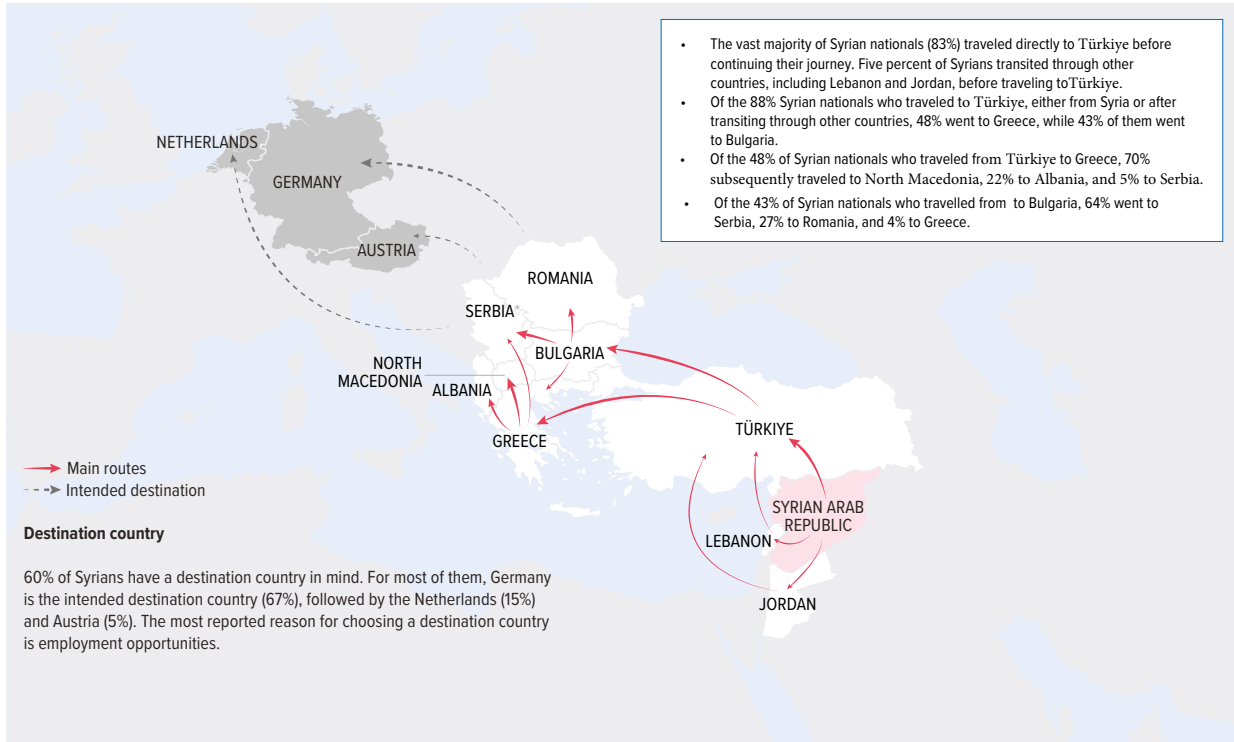 • The vast majority of Syrian nationals (83%) traveled directly to Türkiye before
continuing their journey. Five percent of Syrians transited through other
countries, including Lebanon and Jordan, before traveling toTürkiye.
• Of the 88% Syrian nationals who traveled to Türkiye, either from Syria or after
transiting through other countries, 48% went to Greece, while 43% of them went
to Bulgaria.
• Of the 48% of Syrian nationals who traveled from Türkiye to Greece, 70%
subsequently traveled to North Macedonia, 22% to Albania, and 5% to Serbia.
• Of the 43% of Syrian nationals who travelled from to Bulgaria, 64% went to
Serbia, 27% to Romania, and 4% to Greece.
NETHERLANDS
GERMANY
AUSTRIA
ROMANIA
SERBIA*
BULGARIA
NORTH
MACEDONIA
ALBANIA
GREECE
TÜRKIYE
SYRIAN ARAB
REPUBLIC
LEBANON
JORDAN
Main routes
Intended destination
Destination country
60% of Syrians have a destination country in mind. For most of them, Germany
is the intended destination country (67%), followed by the Netherlands (15%)
and Austria (5%). The most reported reason for choosing a destination country
is employment opportunities.